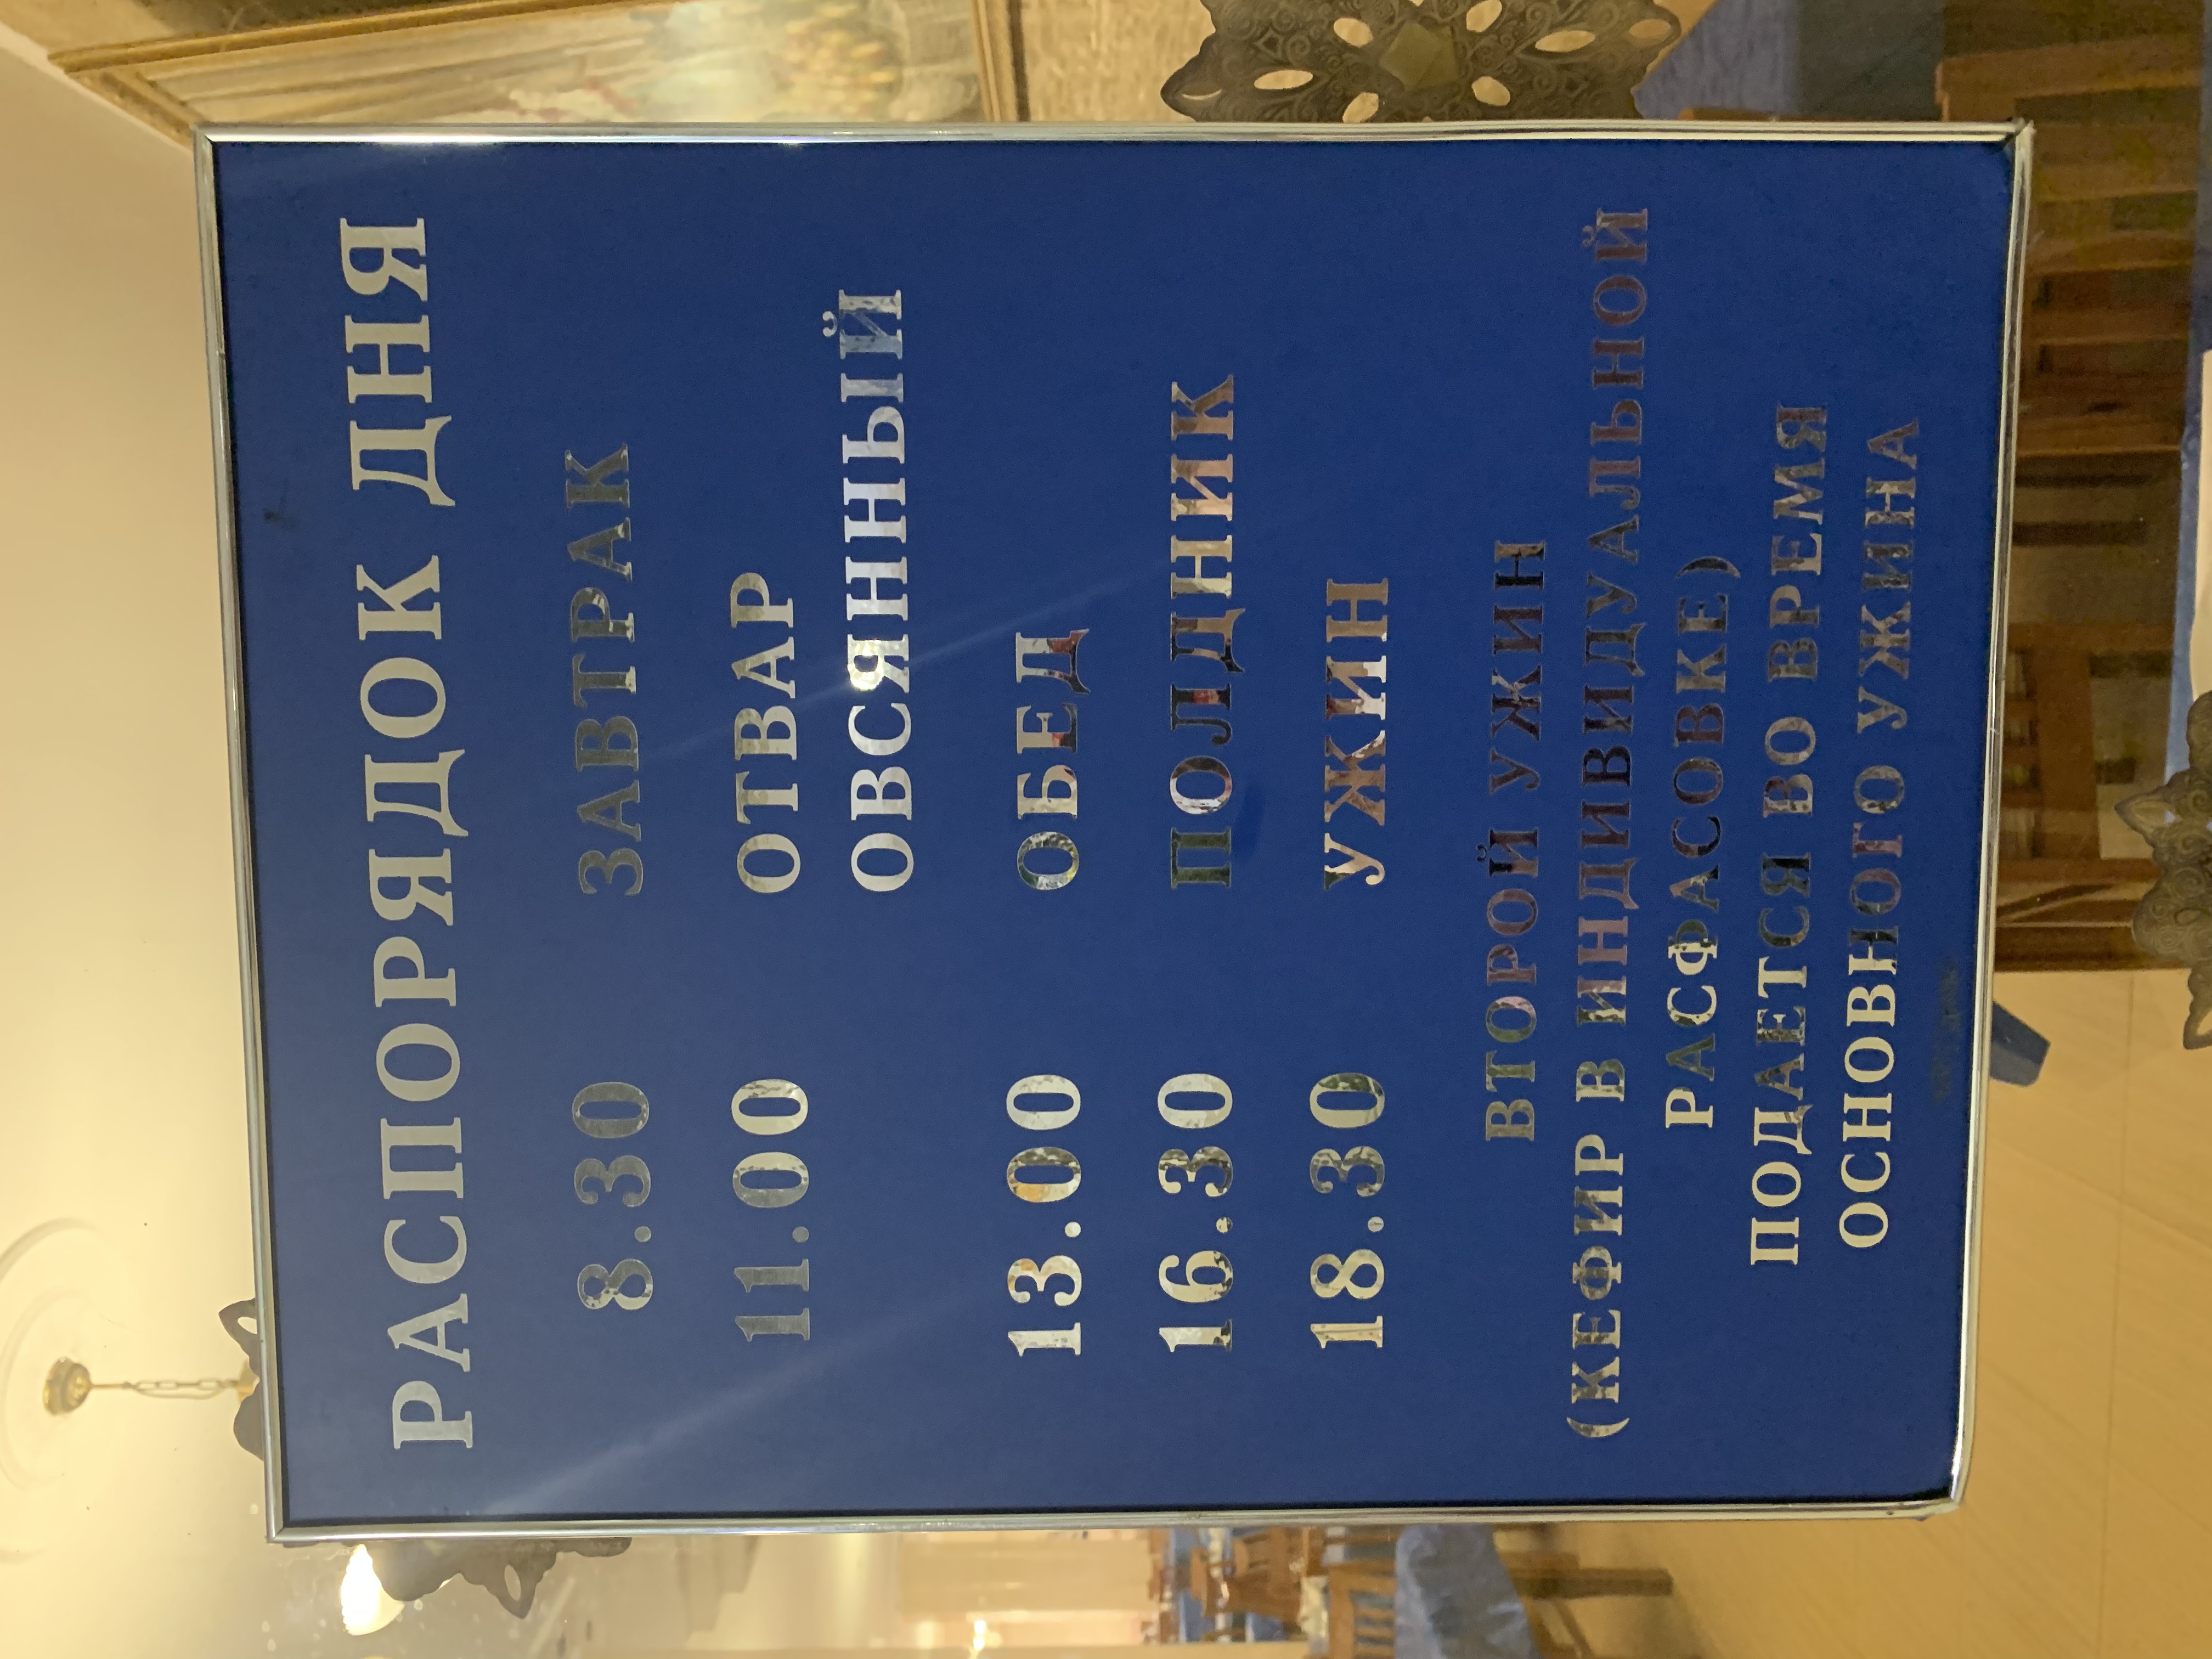 РАСПОРЯДОК ДНЯ
8.30 ЗАВТРАК
11.00 ОТВАР
ОВСЯННЫЙ
13.00 ОБЕД
16.30 ПОЛДНИК
18.30 УЖИН
ВТОРОЙ УЖИН
(КЕФИР В ИНДИВИДУАЛЬНОЙ
РАСФАСОВКЕ)
ПОДАЕТСЯ ВО ВРЕМЯ
ОСНОВНОГО УЖИНА